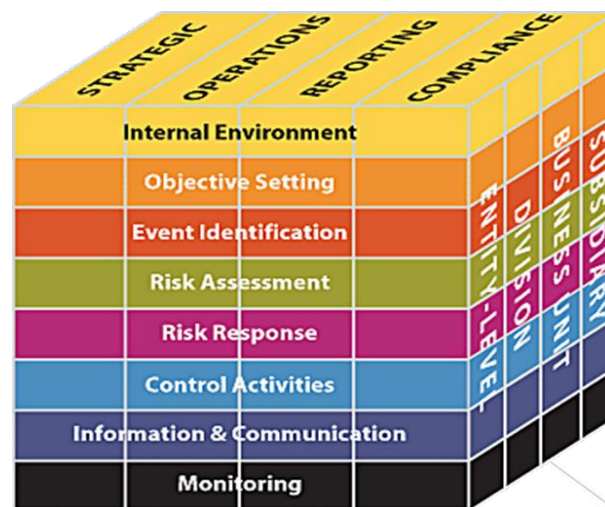 STRATEGIC
OPERATIONS
REPORTING
COMPLIANCE
Internal Environment
Objective Setting
Event Identification
Risk Assessment
Risk Response
Control Activities
Information & Communication
Monitoring
ENTITY-LEVEL
DIVISION
BUSINESS UNIT
SUBSIDIARY